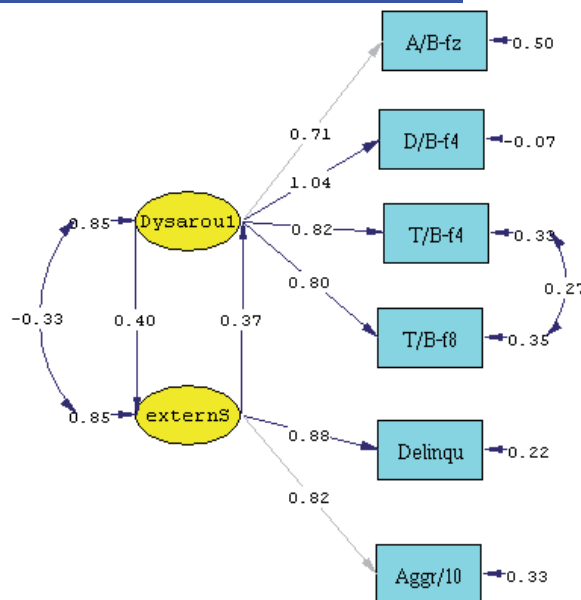 A/B-fz
0.50
0.71
D/B-f4
-0.07
1.04
0.85
Dysarou1
0.82
T/B-f4
0.33
0.80
0.27
-0.33
0.40
0.37
T/B-f8
0.35
0.85
externS
0.88
Delinqu
0.22
0.82
Aggr/10
0.33